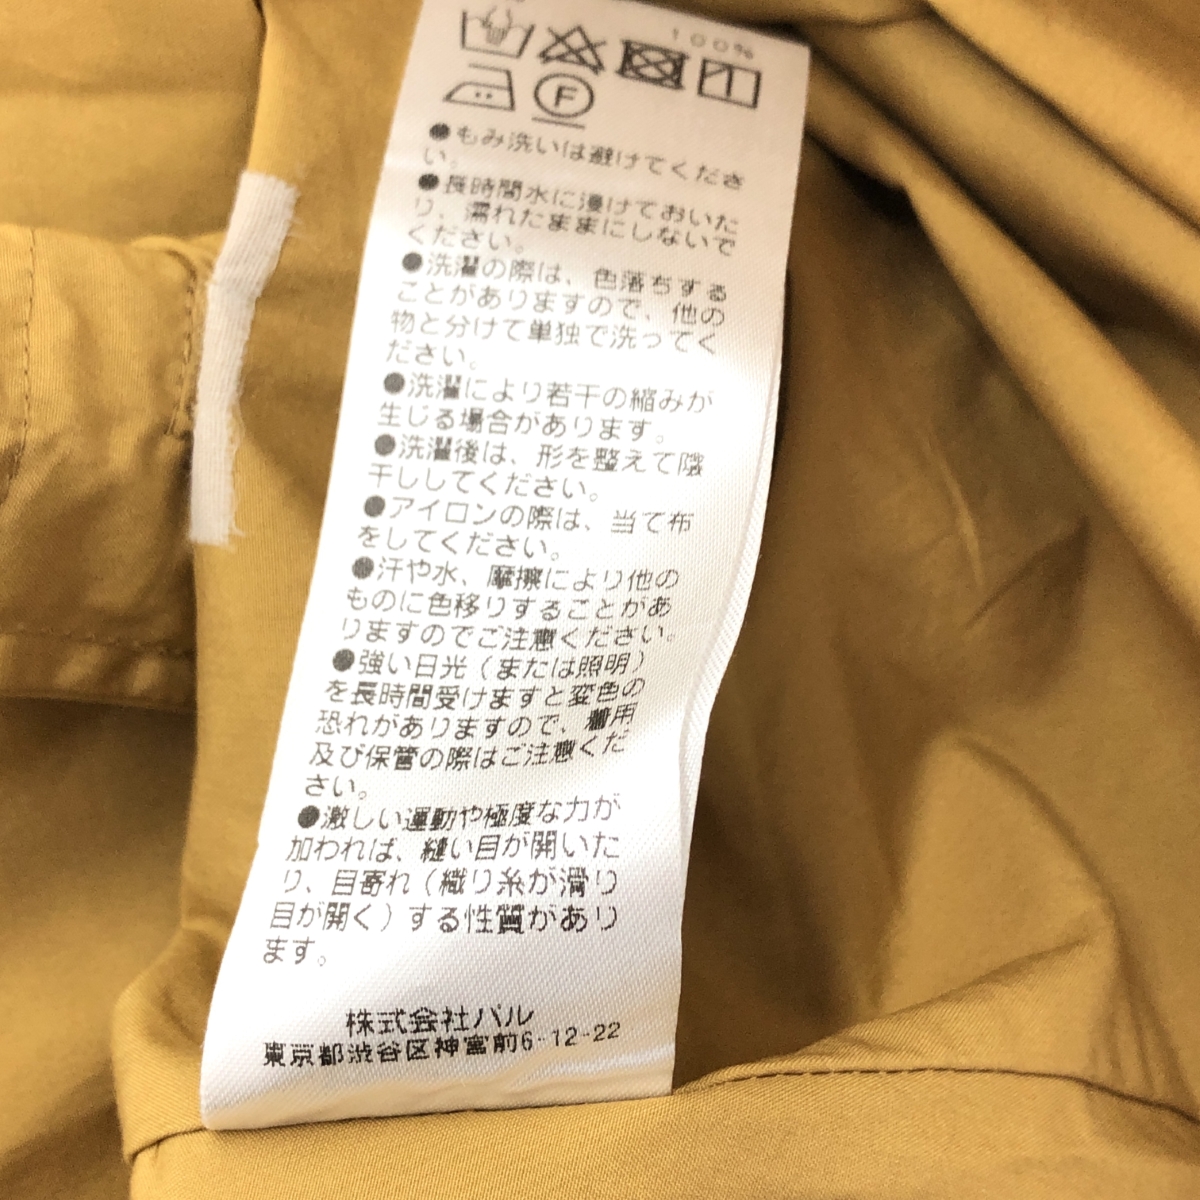 100%
F
●もみ洗いは避けてくださ
い。
●長時間水に浸けておいた
り、濡れたままにしないで
ください。
●洗濯の際は、色落ちする
ことがありますので、他の
物と分けて単独で洗ってく
ださい。
●洗濯により若干の縮みが
生じる場合があります。
●洗濯後は、形を整えて陰
干ししてください。
●アイロンの際は、当て布
をしてください。
●汗や水、摩擦により他の
ものに色移りすることがあ
りますのでご注意ください。
●強い日光(または照明)
を長時間受けますと変色の
恐れがありますので、着用
及び保管の際はご注意くだ
さい。
●激しい運動や極度な力が
加われば、縫い目が開いた
り、目寄れ(織り糸が滑り
目が開く)する性質があり
ます。
株式会社パル
東京都渋谷区神宮前6-12-22